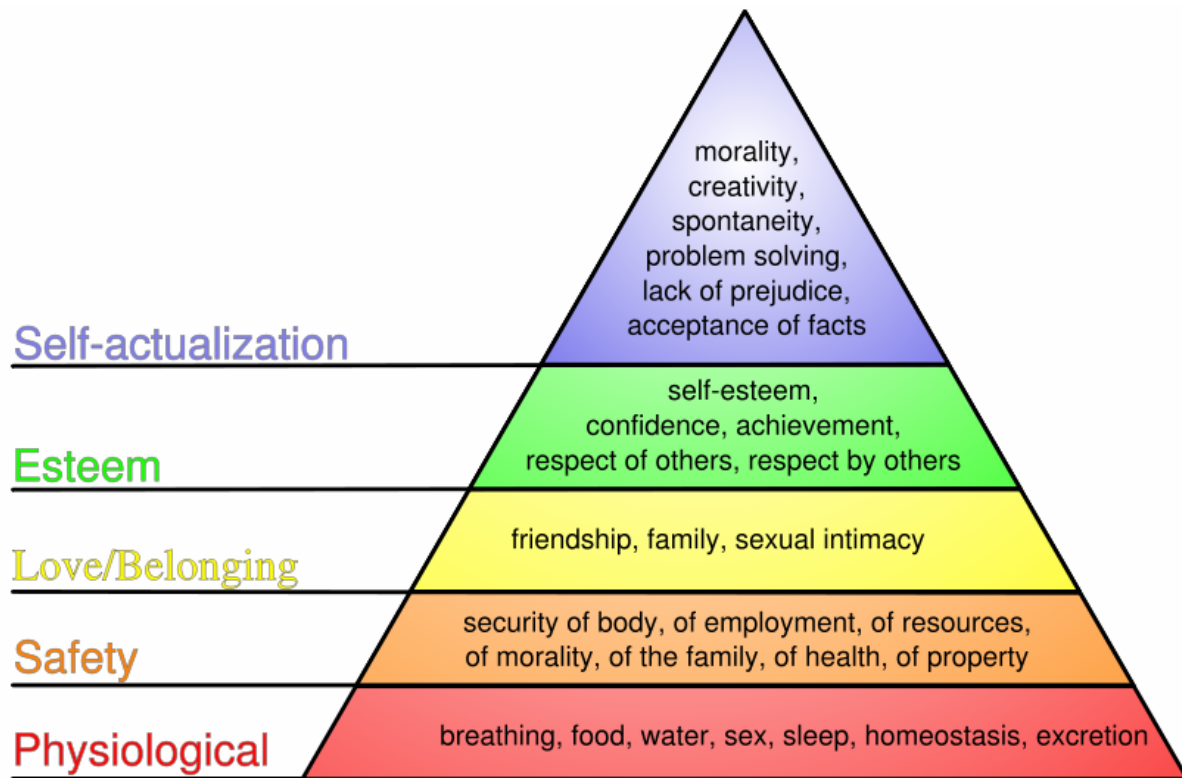 morality,
creativity,
spontaneity,
problem solving,
lack of prejudice,
acceptance of facts
Self-actualization
self-esteem,
confidence, achievement,
respect of others, respect by others
Esteem
friendship, family, sexual intimacy
Love/Belonging
security of body, of employment, of resources,
of morality, of the family, of health, of property
Safety
breathing, food, water, sex, sleep, homeostasis, excretion
Physiological